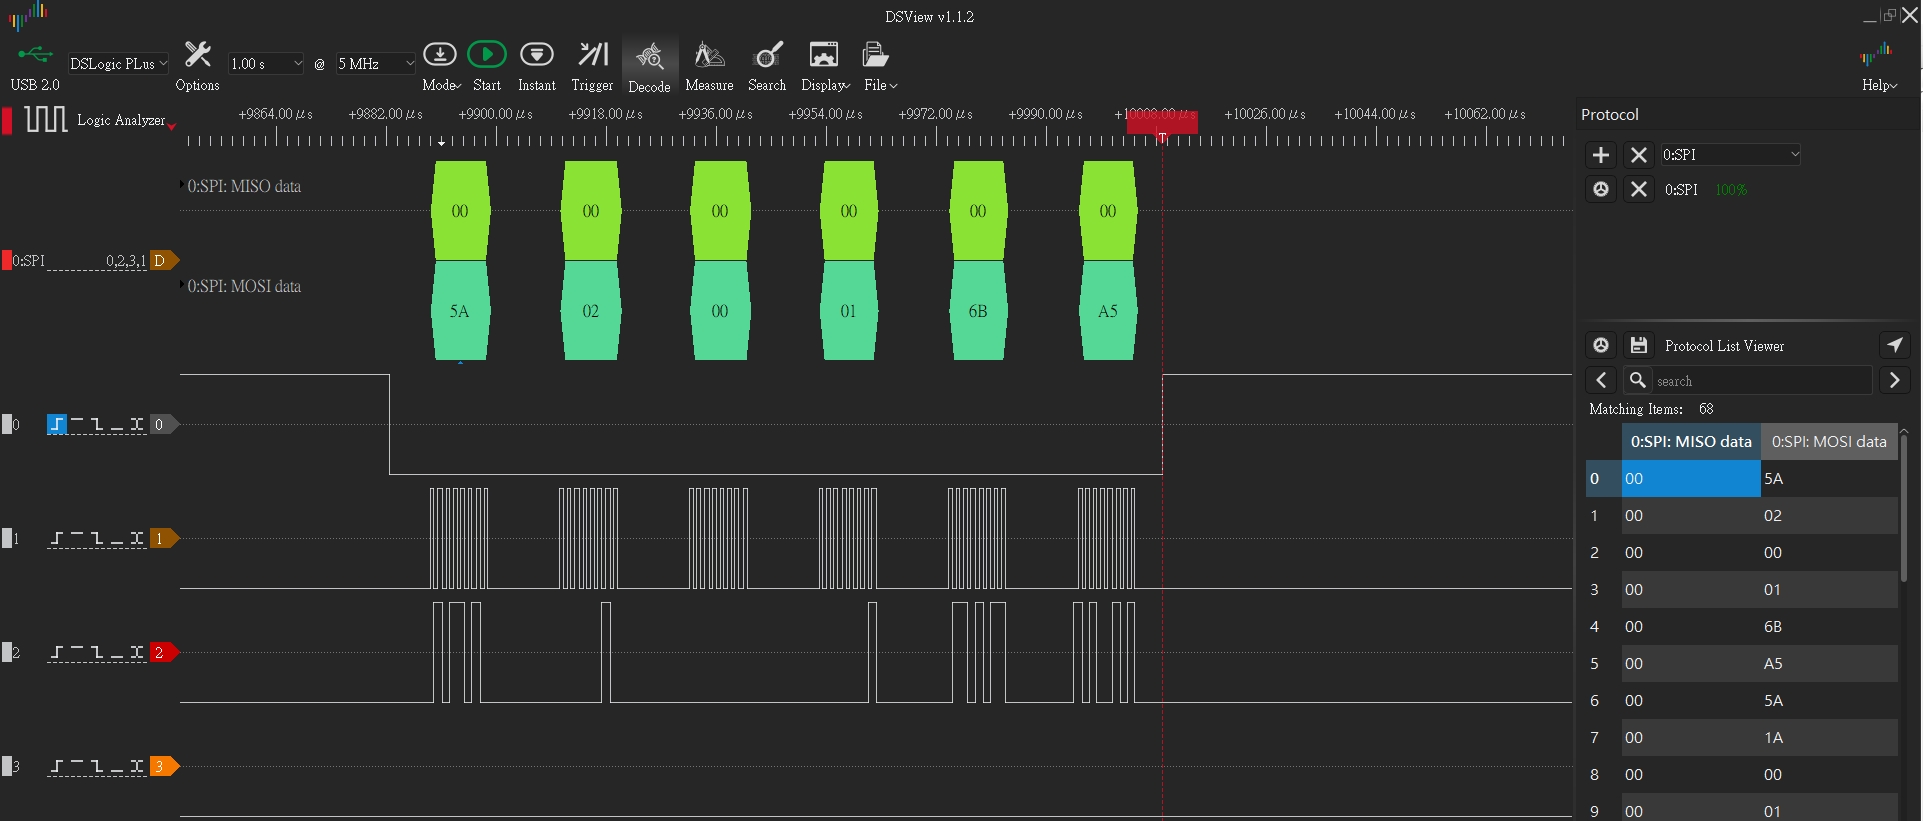 DSView v1.1.2
USB 2.0
DSLogic PLus
Options
1.00 s
@
5 MHz
Mode
Start
Instant
Trigger
Decode
Measure
Search
Display
File
Help
Logic Analyzer
+9864.00 μs +9882.00 μs +9900.00 μs +9918.00 μs +9936.00 μs +9954.00 μs +9972.00 μs +9990.00 μs +10008.00 μs +10026.00 μs +10044.00 μs +10062.00 μs
T
0:SPI: MISO data
00 00 00 00 00 00
0:SPI 0,2,3,1 D
0:SPI: MOSI data
5A 02 00 01 6B A5
0 0
1 1
2 2
3 3
Protocol
0:SPI
0:SPI 100%
Protocol List Viewer
search
Matching Items: 68
0:SPI: MISO data 0:SPI: MOSI data
0 00 5A
1 00 02
2 00 00
3 00 01
4 00 6B
5 00 A5
6 00 5A
7 00 1A
8 00 00
9 00 01